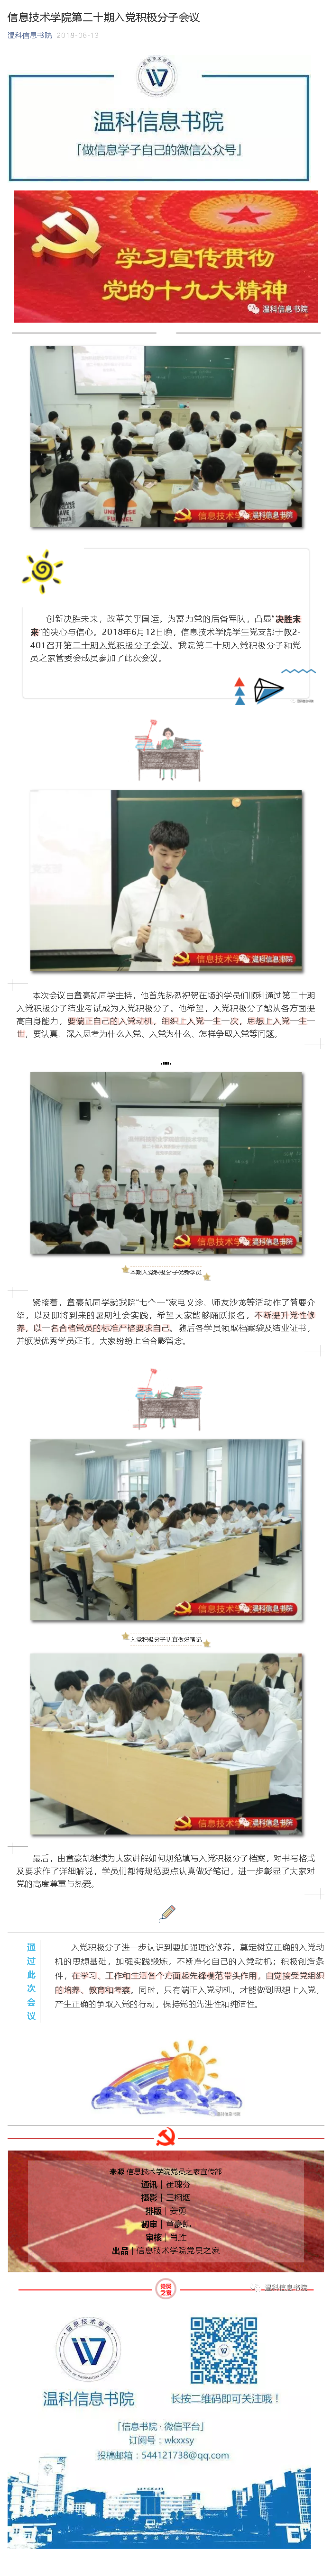 信息技术学院第二十期入党积极分子会议
温科信息书院 2018-06-13
温科信息书院
「做信息学子自己的微信公众号」
学习宣传贯彻
党的十九大精神
温科信息书院
信息技术学
温科信息书院
创新决胜未来，改革关乎国运。为蓄力党的后备军队，凸显"决胜未
来"的决心与信心，2018年6月12日晚，信息技术学院学生党支部于教2-
401召开第二十期入党积极分子会议。我院第二十期入党积极分子和党
员之家管委会成员参加了此次会议。
温科信息书院
本次会议由章豪凯同学主持，他首先热烈祝贺在场的学员们顺利通过第二十期
入党积极分子结业考试成为入党积极分子。他希望，入党积极分子能从各方面提
高自身能力，要端正自己的入党动机，组织上入党一生一次，思想上入党一生一
世，要认真、深入思考为什么入党、入党为什么、怎样争取入党等问题。
信息技术学
温科信息书院
本期入党积极分子优秀学员
紧接着，章豪凯同学就我院"七个一"家电义诊、师友沙龙等活动作了简要介
绍，以及即将到来的暑期社会实践，希望大家能够踊跃报名，不断提升党性修
养，以一名合格党员的标准严格要求自己。随后各学员领取档案袋及结业证书，
并颁发优秀学员证书，大家纷纷上台合影留念。
信息技术学
温科信息书院
入党积极分子认真做好笔记
信息技术学
温科信息书院
最后，由章豪凯继续为大家讲解如何规范填写入党积极分子档案，对书写格式
及要求作了详细解说，学员们都将规范要点认真做好笔记，进一步彰显了大家对
党的高度尊重与热爱。
通过此次会议
入党积极分子进一步认识到要加强理论修养，奠定树立正确的入党动
机的思想基础，加强实践锻炼，不断净化自己的入党动机；积极创造条
件，在学习、工作和生活各个方面起先锋模范带头作用，自觉接受党组织
的培养、教育和考察。同时，只有端正入党动机，才能做到思想上入党，
产生正确的争取入党的行动，保持党的先进性和纯洁性。
来源|信息技术学院党员之家宣传部
通讯｜崔瑰芬
摄影｜王栩烟
排版｜龚勇
初审｜章豪凯
审核｜肖胜
出品｜信息技术学院党员之家
温科信息书院
信息技术学院
温科信息书院
长按二维码即可关注哦！
「信息书院·微信平台」
订阅号：wkxxsy
投稿邮箱：544121738@qq.com